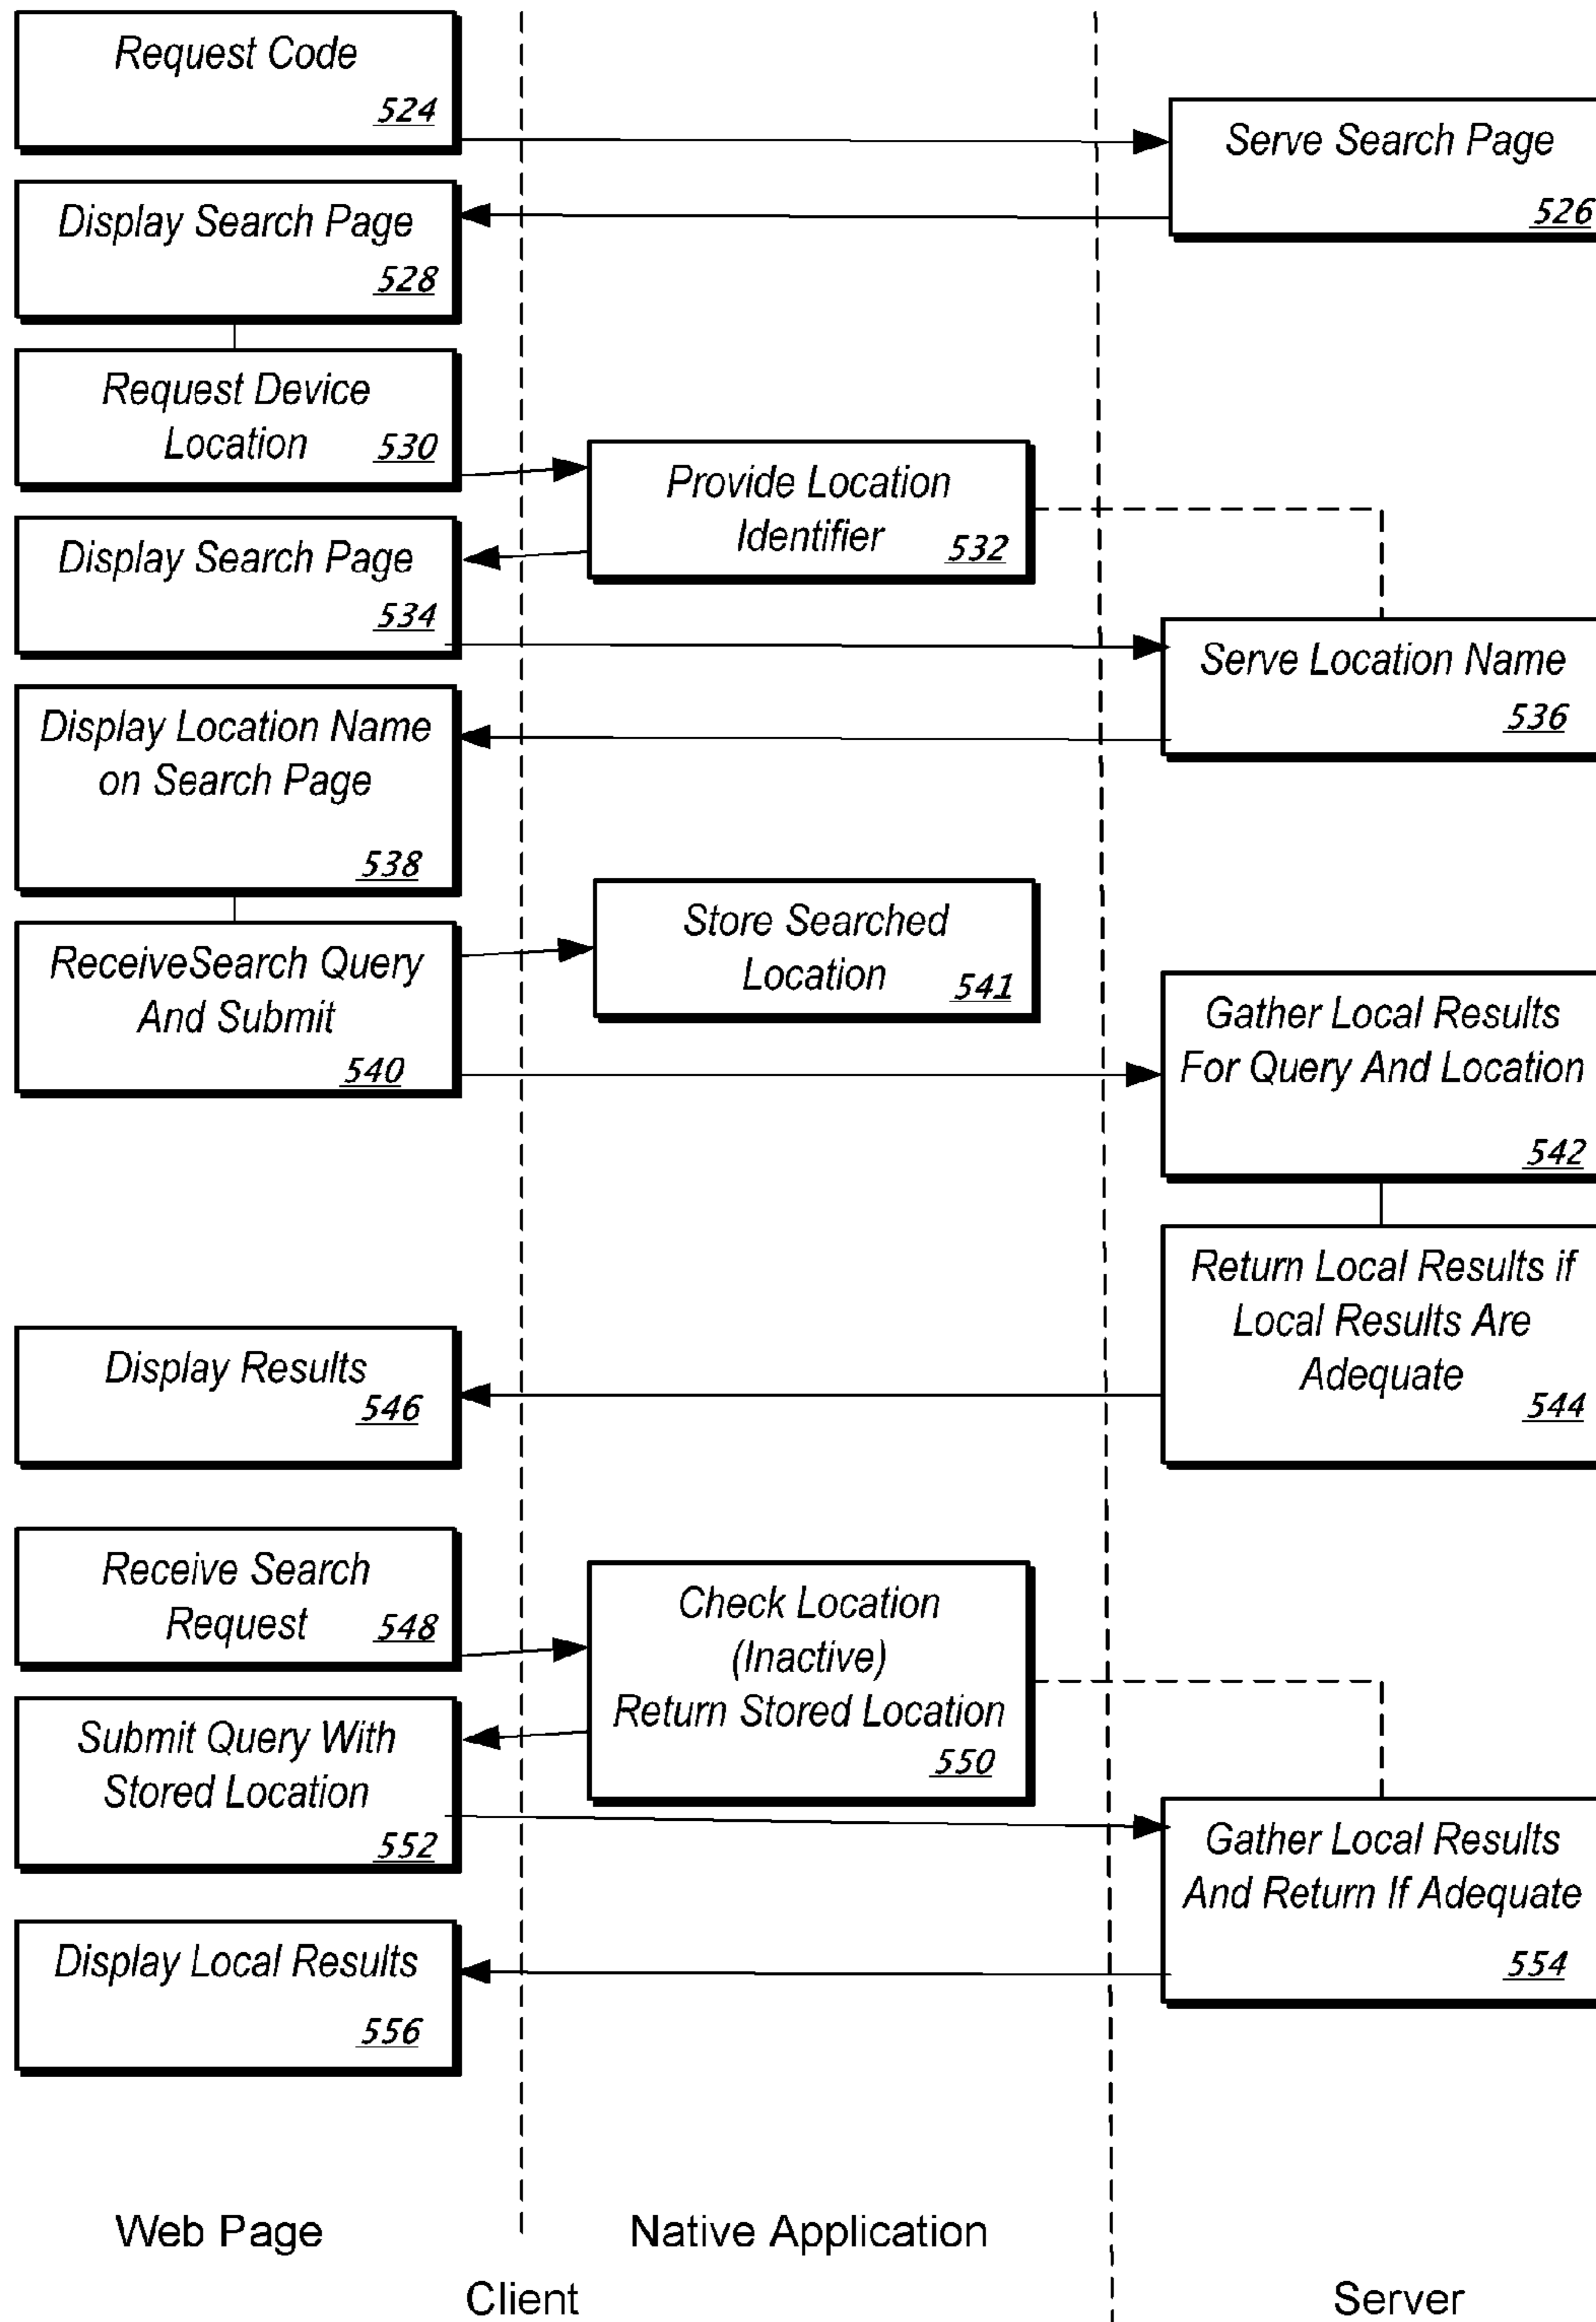 Request Code
524
Serve Search Page
526
Display Search Page
528
Request Device
Location 530
Provide Location
Identifier 532
Display Search Page
534
Serve Location Name
536
Display Location Name
on Search Page
538
Store Searched
Location 541
ReceiveSearch Query
And Submit
540
Gather Local Results
For Query And Location
542
Return Local Results if
Local Results Are
Adequate 544
Display Results
546
Receive Search
Request 548
Check Location
(Inactive)
Return Stored Location
550
Submit Query With
Stored Location
552
Gather Local Results
And Return If Adequate
554
Display Local Results
556
Web Page
Native Application
Client
Server